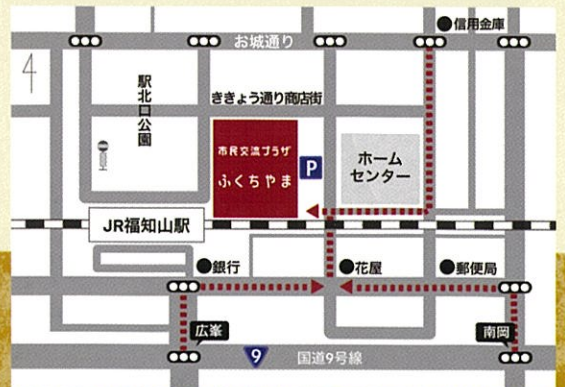 信用金庫
お城通り
駅北口公園
ききょう通り商店街
市民交流プラザ
ふくちやま
P
ホーム
センター
JR福知山駅
銀行
花屋
郵便局
広峯
南岡
9
国道9号線